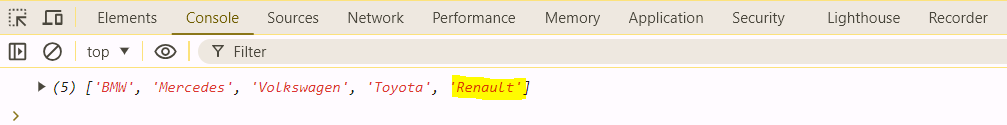 Elements Console Sources Network Performance Memory Application Security Lighthouse Recorder
top Filter
(5) ['BMW', 'Mercedes', 'Volkswagen', 'Toyota', 'Renault']